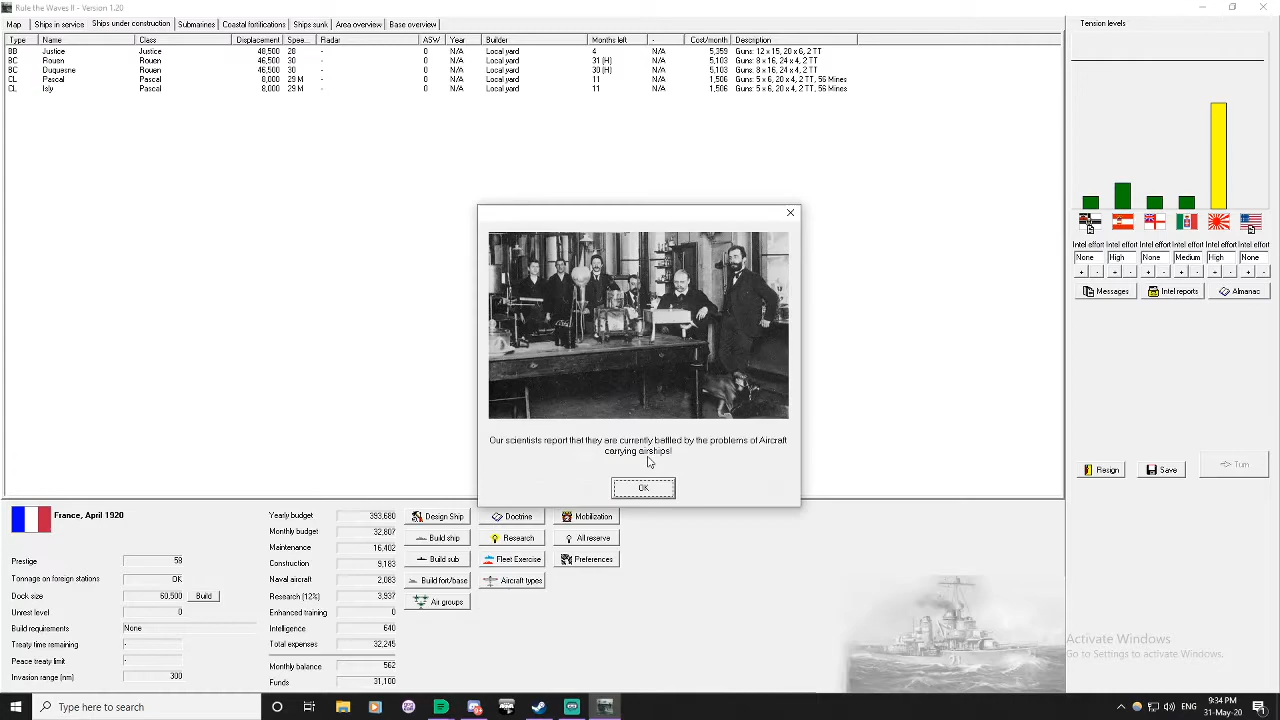 Rule the Waves II - Version 1.20
Map Ships in service Ships under construction Submarines Coastal fortifications Ships sunk Area overview Base overview
Type Name Class Displacement Spee... Radar ASW Year Builder Months left - Cost/month Description
BB Justice Justice 48,500 28 - 0 N/A Local yard 4 N/A 5,359 Guns: 12 x 15, 20 x 6, 2 TT
BC Rouen Rouen 46,500 30 - 0 N/A Local yard 31 (H) N/A 5,103 Guns: 8 x 16, 24 x 4, 2 TT
BC Duquesne Rouen 46,500 30 - 0 N/A Local yard 30 (H) N/A 5,103 Guns: 8 x 16, 24 x 4, 2 TT
CL Pascal Pascal 8,000 29 M - 0 N/A Local yard 11 N/A 1,506 Guns: 5 x 6, 20 x 4, 2 TT, 56 Mines
CL Isly Pascal 8,000 29 M - 0 N/A Local yard 11 N/A 1,506 Guns: 5 x 6, 20 x 4, 2 TT, 56 Mines
Tension levels
Intel effort Intel effort Intel effort Intel effort Intel effort Intel effort
None High None Medium High None
+ - + - + - + - + - + -
Messages Intel reports Almanac
Our scientists report that they are currently battled by the problems of Aircraft
carrying airships!
OK
Resign Save Turn
France, April 1920
Prestige 59
Tonnage on foreign stations OK
Dock size 60,500 Build
Unrest level 0
Build requirements None
Treaty time remaining -
Peace treaty limit -
Invasion range (nm) 300
Yearly budget 393,680
Monthly budget 32,807
Maintenance 16,402
Construction 9,183
Naval aircraft 2,083
Research (12%) 3,937
Enhanced training 0
Intelligence 640
Total expenses 32,245
Monthly balance 562
Funds 31,100
Design Ship Doctrine Mobilization
Build ship Research All reserve
Build sub Fleet Exercise Preferences
Build fort/base Aircraft types
Air groups
Activate Windows
Go to Settings to activate Windows.
Type here to search
ENG
9:34 PM
31-May-20